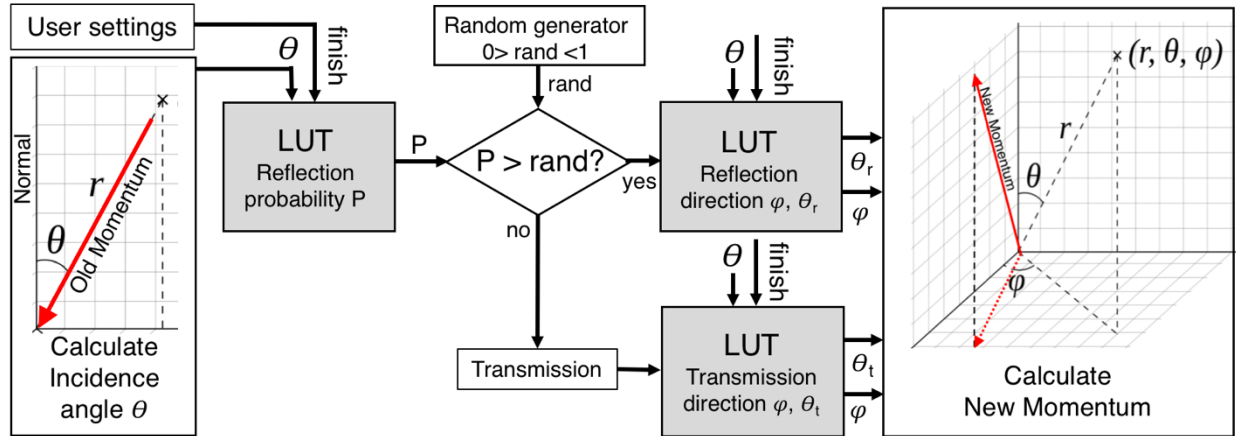 User settings
θ
finish
Normal
r
Old Momentum
θ
Calculate
Incidence
angle θ
LUT
Reflection
probability P
P
Random generator
0> rand <1
rand
P > rand?
yes
no
Transmission
θ
finish
LUT
Reflection
direction φ, θr
θr
φ
θ
finish
LUT
Transmission
direction φ, θt
θt
φ
(r, θ, φ)
New Momentum
r
θ
φ
Calculate
New Momentum